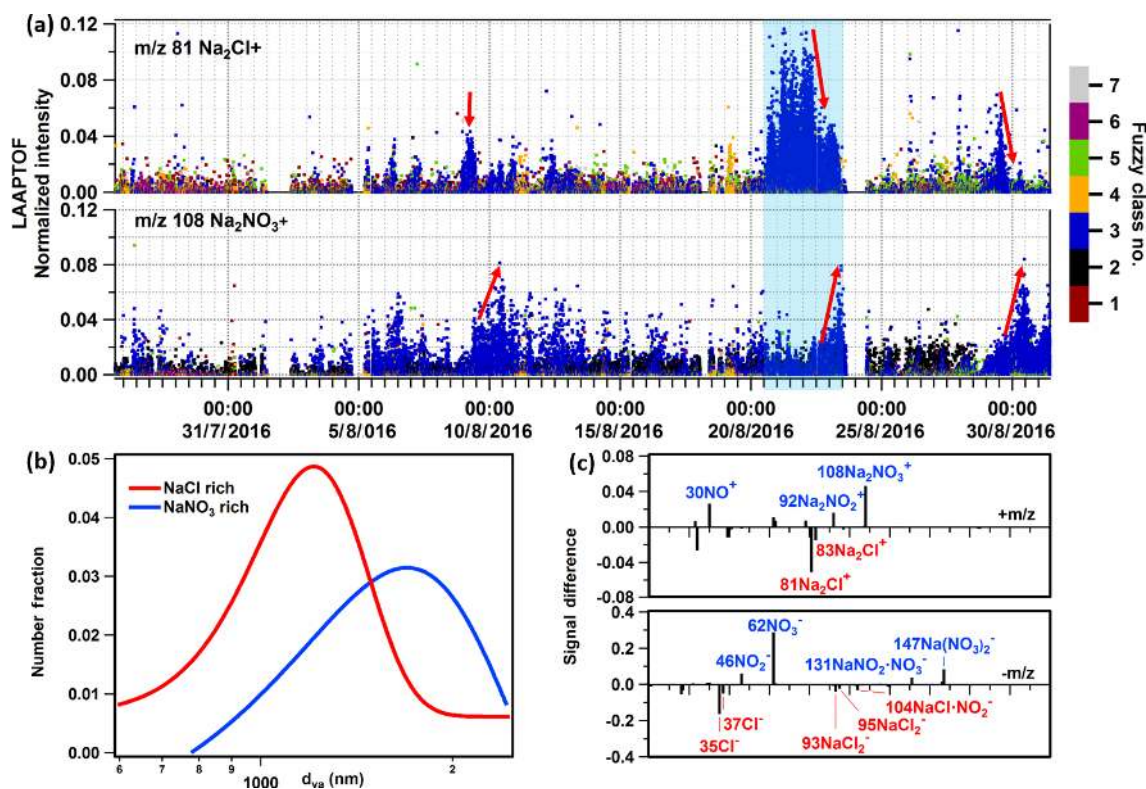 (a)
0.12
m/z 81 Na₂Cl+
0.08
0.04
0.00
0.12
m/z 108 Na₂NO₃+
0.08
0.04
0.00
LAAPTOF
Normalized intensity
7
6
5
4
3
2
1
Fuzzy class no.
00:00 00:00 00:00 00:00 00:00 00:00 00:00
31/7/2016 5/8/016 10/8/2016 15/8/2016 20/8/2016 25/8/2016 30/8/2016
(b)
0.05
0.04
0.03
0.02
0.01
0.00
Number fraction
NaCl rich
NaNO₃ rich
6 7 8 9 1000 2
dᵥₐ (nm)
(c)
0.08
0.04
0.00
-0.04
-0.08
108Na₂NO₃⁺
30NO⁺
92Na₂NO₂⁺
+m/z
83Na₂Cl⁺
81Na₂Cl⁺
Signal difference
0.4
0.2
0.0
-0.2
-0.4
62NO₃⁻
147Na(NO₃)₂⁻
46NO₂⁻
131NaNO₂·NO₃⁻
-m/z
37Cl⁻
104NaCl·NO₂⁻
95NaCl₂⁻
35Cl⁻
93NaCl₂⁻